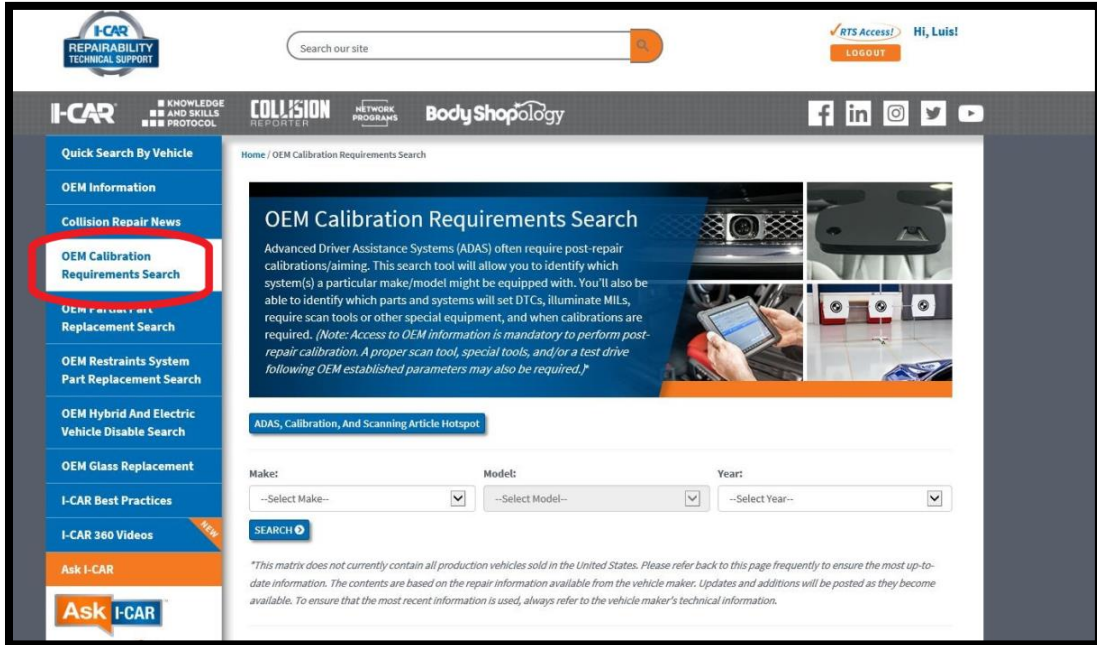 I-CAR
REPAIRABILITY
TECHNICAL SUPPORT
Search our site
RTS Access!
Hi, Luis!
LOGOUT
I-CAR
KNOWLEDGE
AND SKILLS
PROTOCOL
COLLISION
REPORTER
NETWORK
PROGRAMS
BodyShopology
Quick Search By Vehicle
OEM Information
Collision Repair News
OEM Calibration
Requirements Search
OEM Partial Part
Replacement Search
OEM Restraints System
Part Replacement Search
OEM Hybrid And Electric
Vehicle Disable Search
OEM Glass Replacement
I-CAR Best Practices
I-CAR 360 Videos
NEW
Ask I-CAR
Ask I-CAR
Home / OEM Calibration Requirements Search
OEM Calibration Requirements Search
Advanced Driver Assistance Systems (ADAS) often require post-repair
calibrations/aiming. This search tool will allow you to identify which
system(s) a particular make/model might be equipped with. You'll also be
able to identify which parts and systems will set DTCs, illuminate MILs,
require scan tools or other special equipment, and when calibrations are
required. (Note: Access to OEM information is mandatory to perform post-
repair calibration. A proper scan tool, special tools, and/or a test drive
following OEM established parameters may also be required.)*
ADAS, Calibration, And Scanning Article Hotspot
Make:
Model:
Year:
--Select Make--
--Select Model--
--Select Year--
SEARCH
*This matrix does not currently contain all production vehicles sold in the United States. Please refer back to this page frequently to ensure the most up-to-
date information. The contents are based on the repair information available from the vehicle maker. Updates and additions will be posted as they become
available. To ensure that the most recent information is used, always refer to the vehicle maker's technical information.